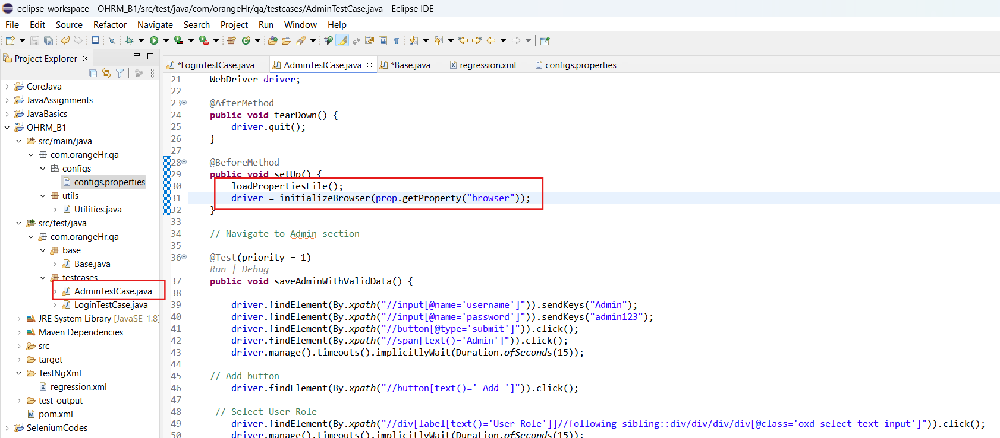 eclipse-workspace - OHRM_B1/src/test/java/com/orangeHr/qa/testcases/AdminTestCase.java - Eclipse IDE
File Edit Source Refactor Navigate Search Project Run Window Help
Project Explorer
CoreJava
JavaAssignments
JavaBasics
OHRM_B1
src/main/java
com.orangeHr.qa
configs
configs.properties
utils
Utilities.java
src/test/java
com.orangeHr.qa
base
Base.java
testcases
AdminTestCase.java
LoginTestCase.java
JRE System Library [JavaSE-1.8]
Maven Dependencies
src
target
TestNgXml
regression.xml
test-output
pom.xml
SeleniumCodes
*LoginTestCase.java AdminTestCase.java *Base.java regression.xml configs.properties
21 WebDriver driver;
22
23 @AfterMethod
24 public void tearDown() {
25 driver.quit();
26 }
27
28 @BeforeMethod
29 public void setUp() {
30 loadPropertiesFile();
31 driver = initializeBrowser(prop.getProperty("browser"));
32 }
33
34 // Navigate to Admin section
35
36 @Test(priority = 1)
Run | Debug
37 public void saveAdminWithValidData() {
38
39 driver.findElement(By.xpath("//input[@name='username']")).sendKeys("Admin");
40 driver.findElement(By.xpath("//input[@name='password']")).sendKeys("admin123");
41 driver.findElement(By.xpath("//button[@type='submit']")).click();
42 driver.findElement(By.xpath("//span[text()='Admin']")).click();
43 driver.manage().timeouts().implicitlyWait(Duration.ofSeconds(15));
44
45 // Add button
46 driver.findElement(By.xpath("//button[text()=' Add ']")).click();
47
48 // Select User Role
49 driver.findElement(By.xpath("//div[label[text()='User Role']]//following-sibling::div/div/div/div[@class='oxd-select-text-input']")).click();
50 driver.manage().timeouts().implicitlyWait(Duration.ofSeconds(15));